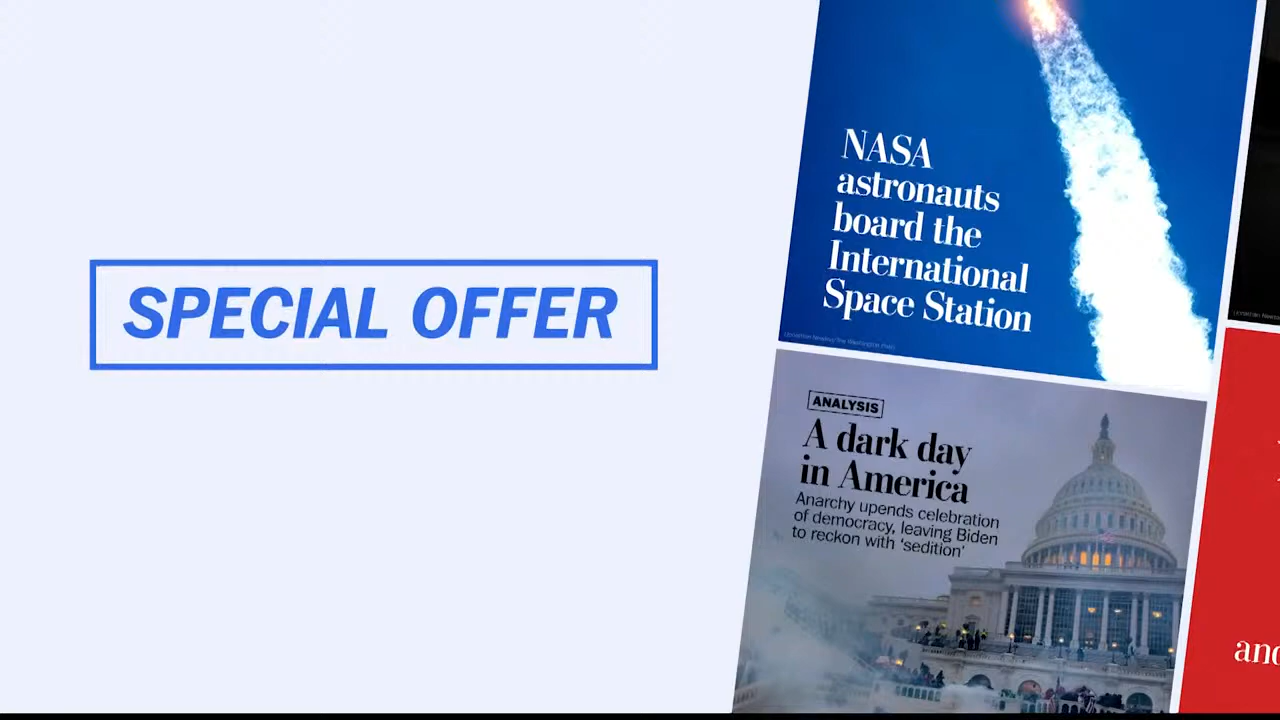 SPECIAL OFFER
NASA
astronauts
board the
International
Space Station
ANALYSIS
A dark day
in America
Anarchy upends celebration
of democracy, leaving Biden
to reckon with ‘sedition’